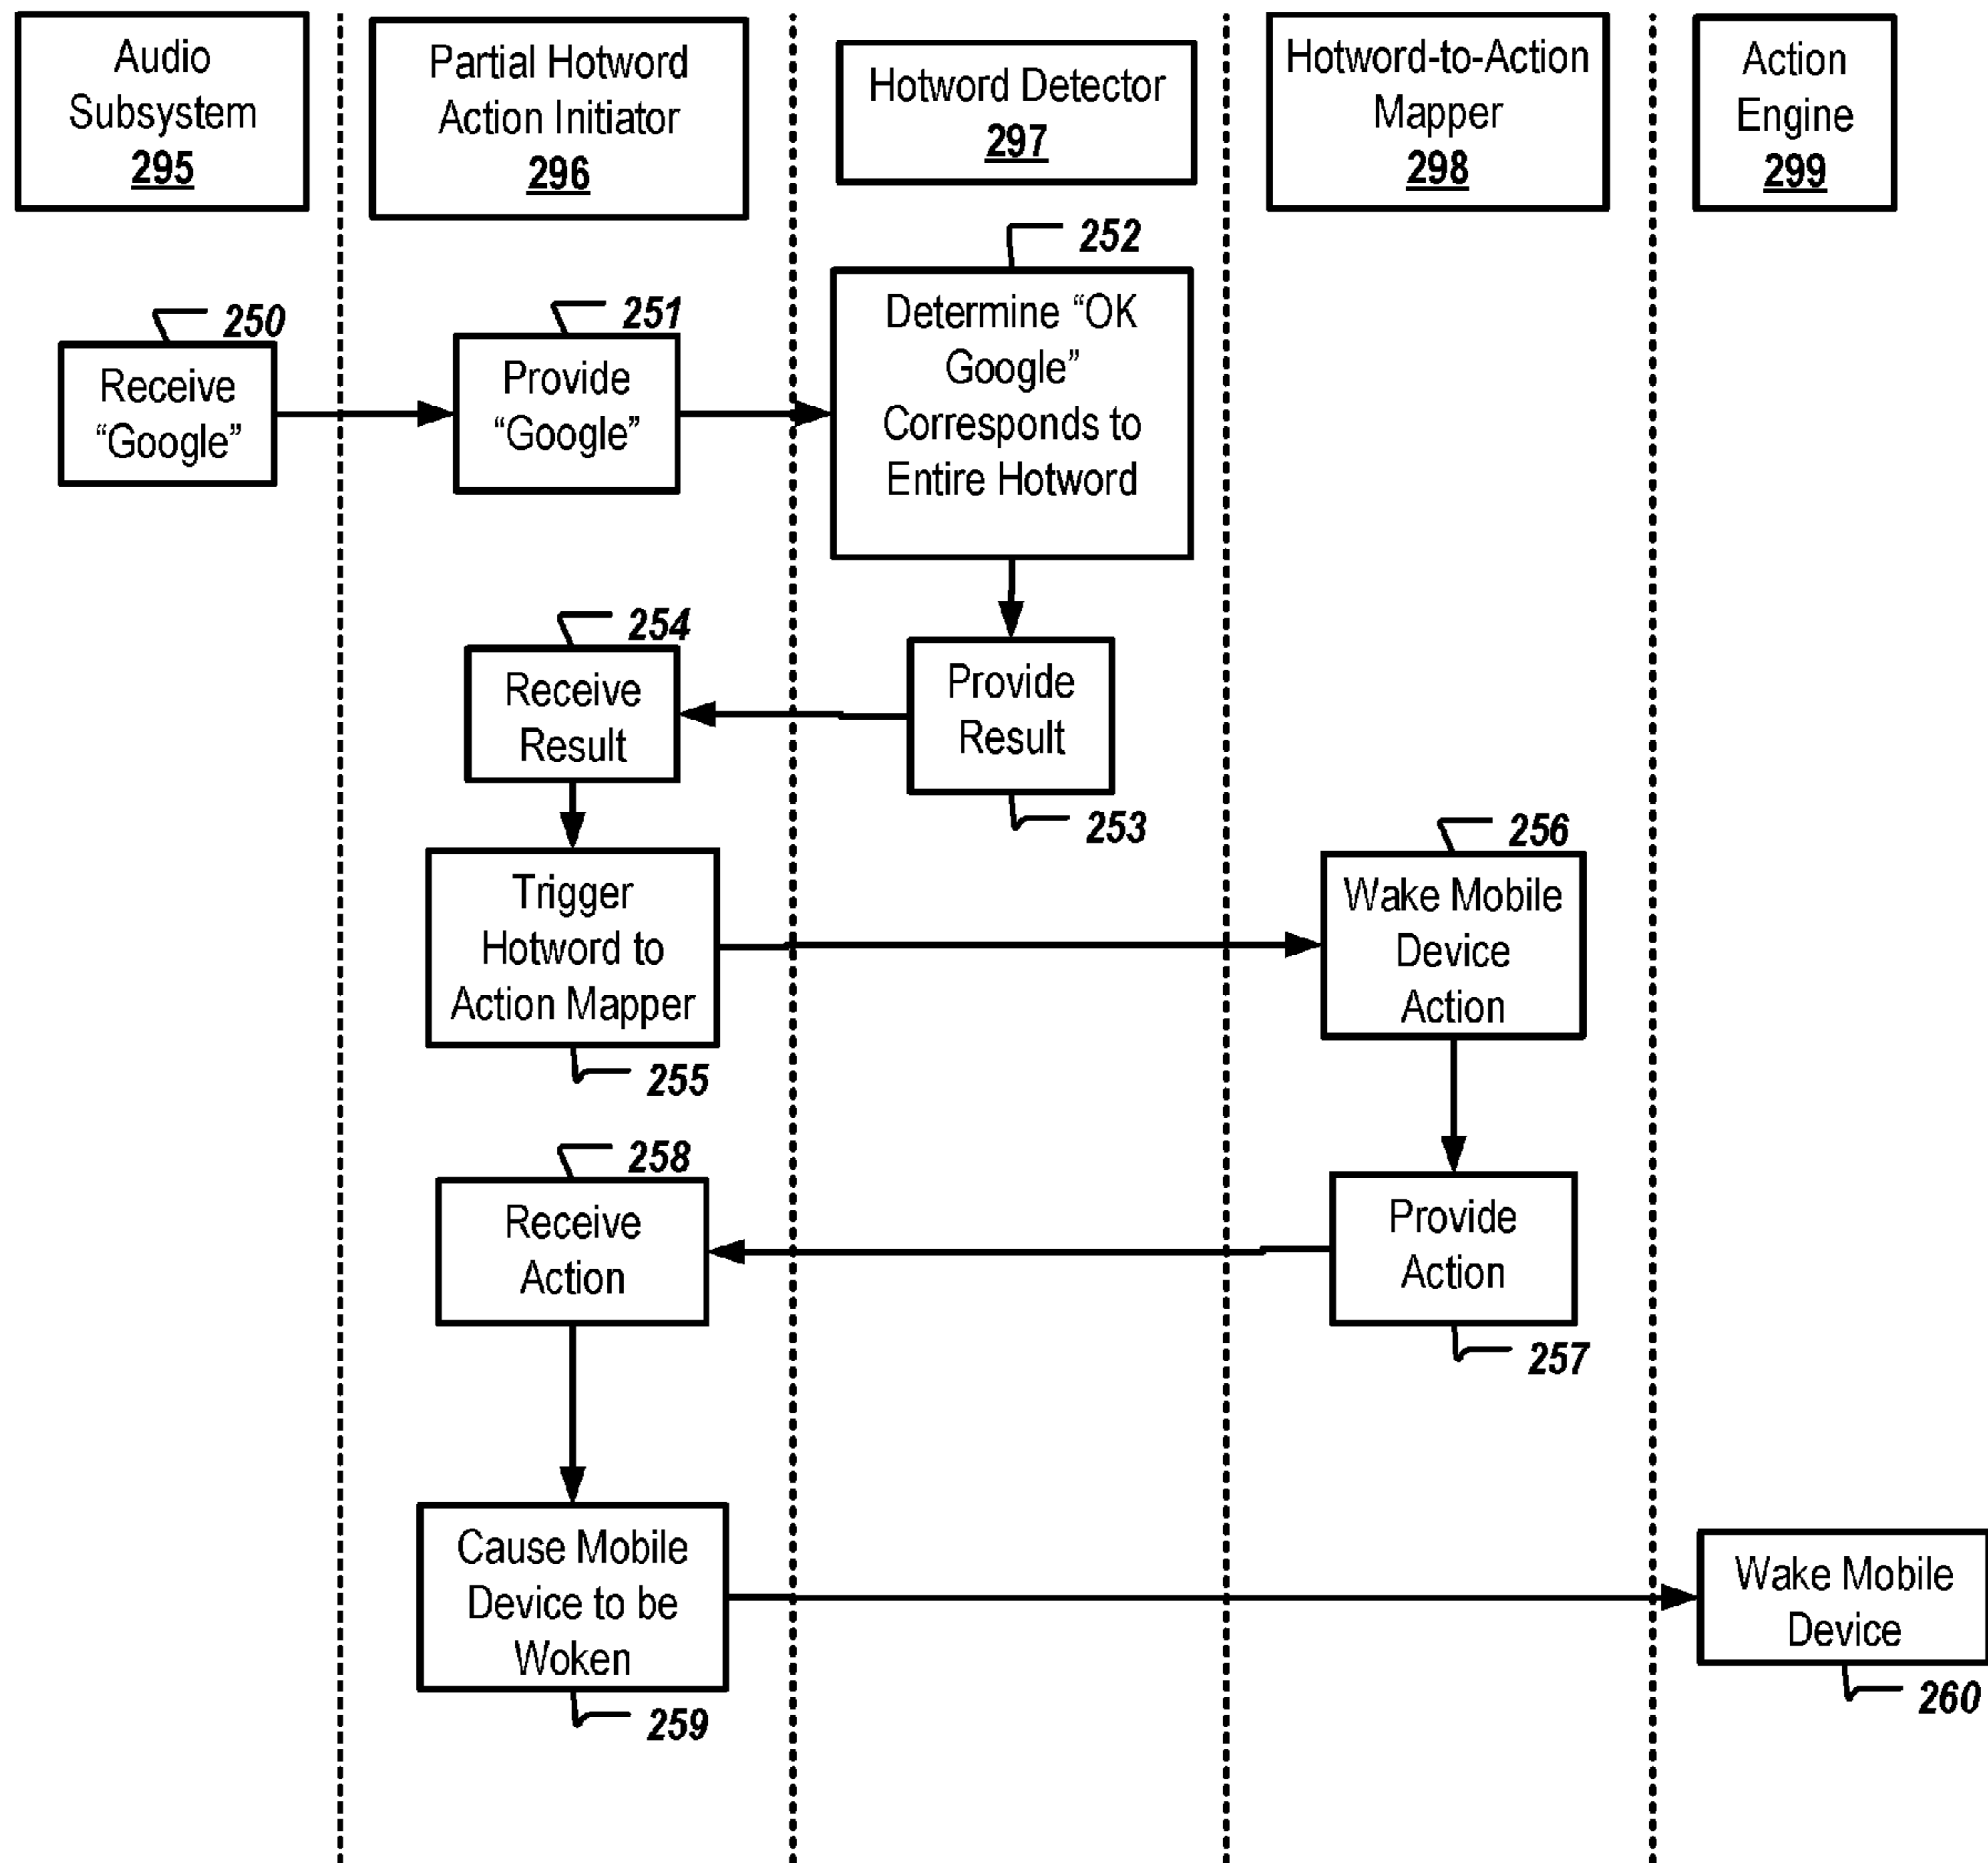 Audio
Subsystem
295
Partial Hotword
Action Initiator
296
Hotword Detector
297
Hotword-to-Action
Mapper
298
Action
Engine
299
250
Receive
“Google”
251
Provide
“Google”
252
Determine “OK
Google”
Corresponds to
Entire Hotword
254
Receive
Result
Provide
Result
253
Trigger
Hotword to
Action Mapper
255
256
Wake Mobile
Device
Action
258
Receive
Action
Provide
Action
257
Cause Mobile
Device to be
Woken
259
Wake Mobile
Device
260